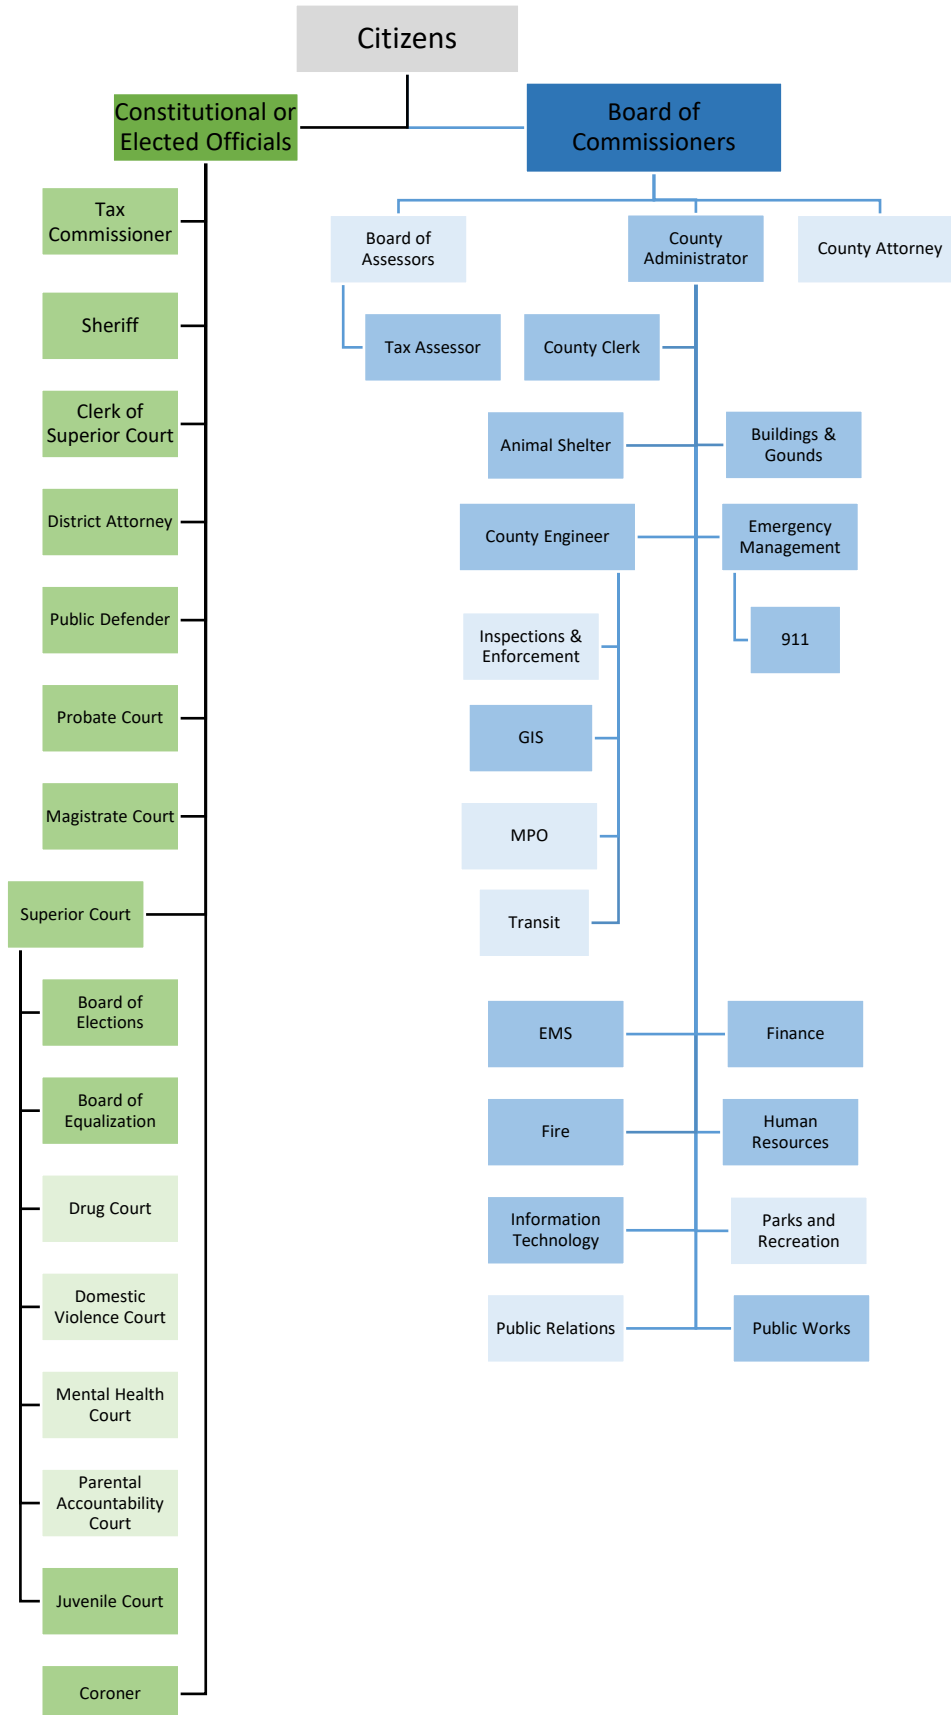 Citizens
Constitutional or
Elected Officials
Board of
Commissioners
Tax
Commissioner
Sheriff
Clerk of
Superior Court
District Attorney
Public Defender
Probate Court
Magistrate Court
Superior Court
Board of
Elections
Board of
Equalization
Drug Court
Domestic
Violence Court
Mental Health
Court
Parental
Accountability
Court
Juvenile Court
Coroner
Board of
Assessors
County
Administrator
County Attorney
Tax Assessor
County Clerk
Animal Shelter
Buildings &
Gounds
County Engineer
Emergency
Management
Inspections &
Enforcement
911
GIS
MPO
Transit
EMS
Finance
Fire
Human
Resources
Information
Technology
Parks and
Recreation
Public Relations
Public Works